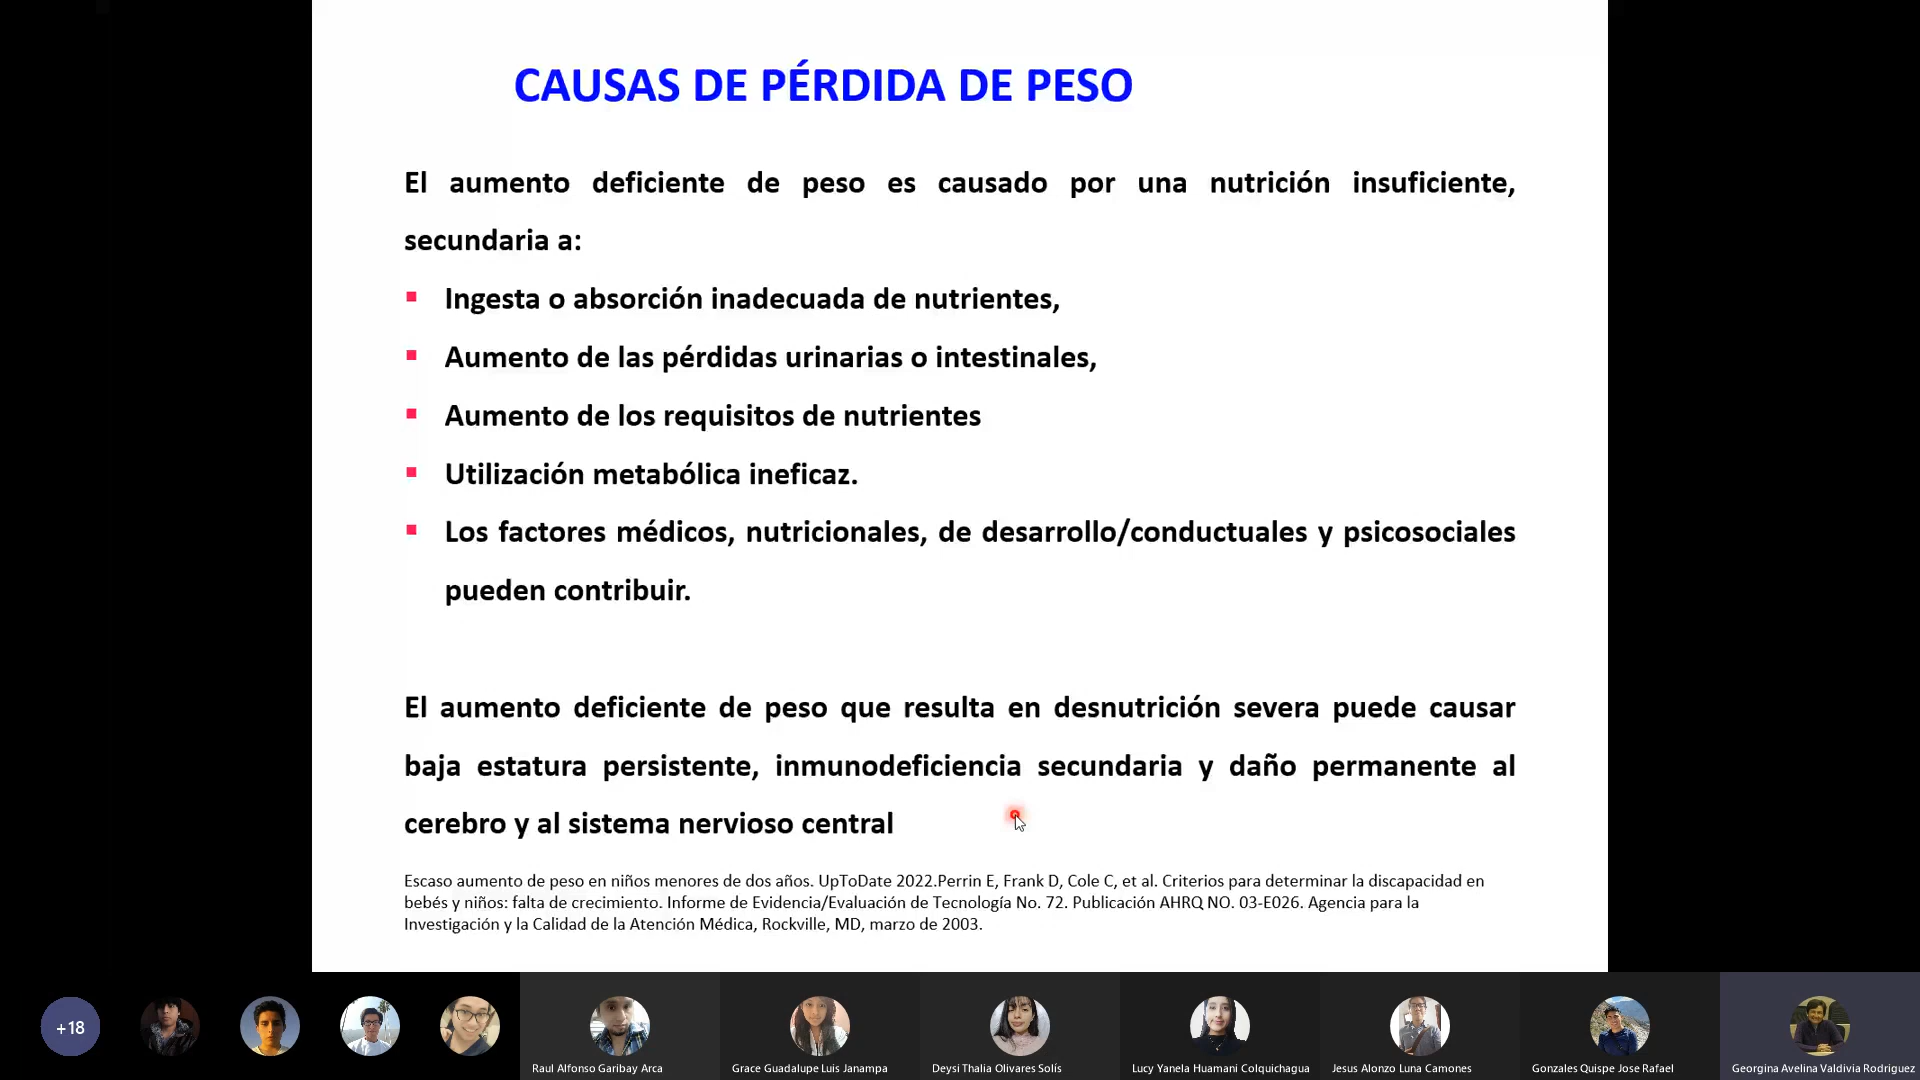 CAUSAS DE PÉRDIDA DE PESO
El aumento deficiente de peso es causado por una nutrición insuficiente,
secundaria a:
Ingesta o absorción inadecuada de nutrientes,
Aumento de las pérdidas urinarias o intestinales,
Aumento de los requisitos de nutrientes
Utilización metabólica ineficaz.
Los factores médicos, nutricionales, de desarrollo/conductuales y psicosociales
pueden contribuir.
El aumento deficiente de peso que resulta en desnutrición severa puede causar
baja estatura persistente, inmunodeficiencia secundaria y daño permanente al
cerebro y al sistema nervioso central
Escaso aumento de peso en niños menores de dos años. UpToDate 2022.Perrin E, Frank D, Cole C, et al. Criterios para determinar la discapacidad en
bebés y niños: falta de crecimiento. Informe de Evidencia/Evaluación de Tecnología No. 72. Publicación AHRQ NO. 03-E026. Agencia para la
Investigación y la Calidad de la Atención Médica, Rockville, MD, marzo de 2003.
+18
Raul Alfonso Garibay Arca
Grace Guadalupe Luis Janampa
Deysi Thalia Olivares Solís
Lucy Yanela Huamani Colquichagua
Jesus Alonzo Luna Camones
Gonzales Quispe Jose Rafael
Georgina Avelina Valdivia Rodriguez